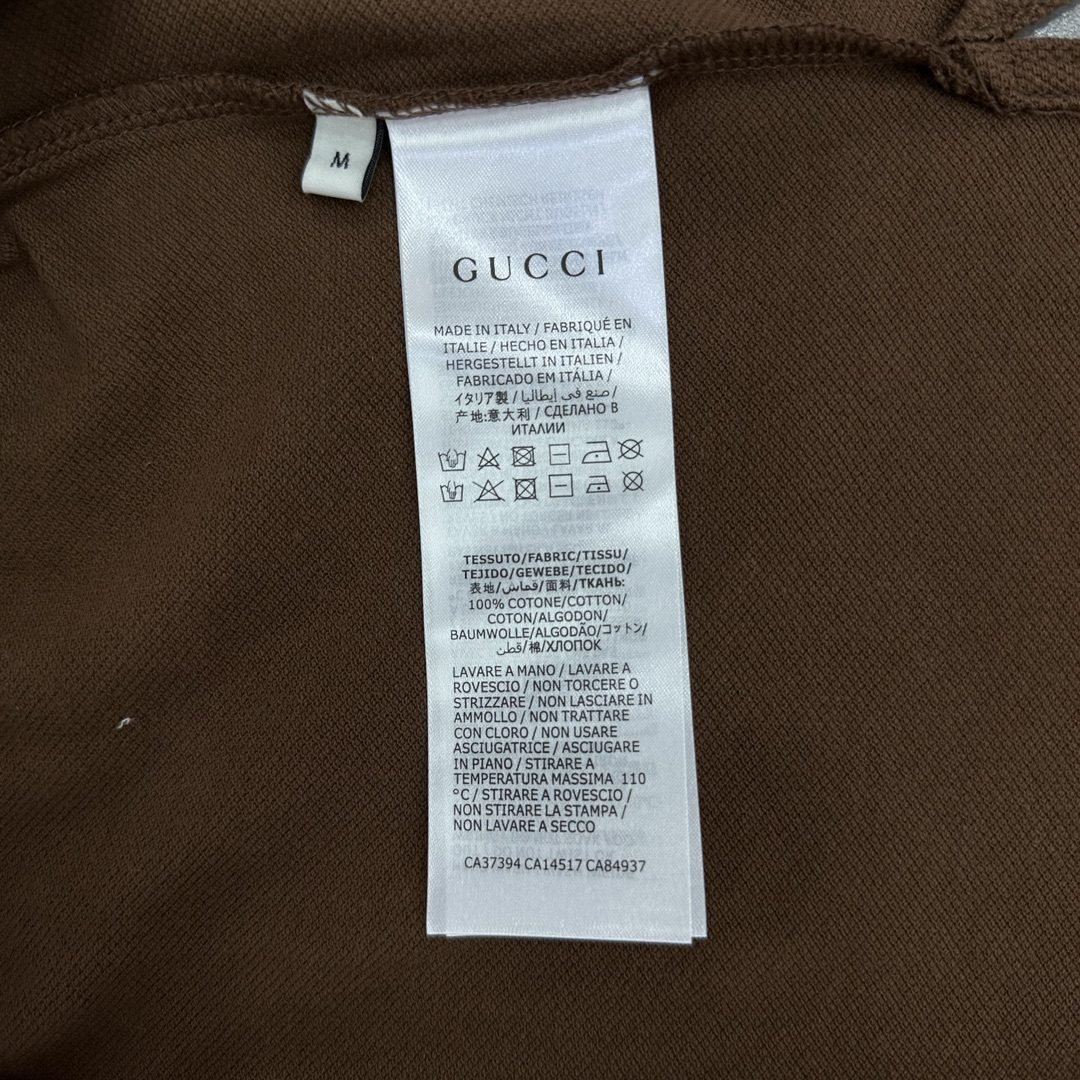 M
GUCCI
MADE IN ITALY / FABRIQUÉ EN
ITALIE / HECHO EN ITALIA /
HERGESTELLT IN ITALIEN /
FABRICADO EM ITÁLIA /
イタリア製 / صنع في إيطاليا /
产地:意大利 / СДЕЛАНО В
ИТАЛИИ
TESSUTO/FABRIC/TISSU/
TEJIDO/GEWEBE/TECIDO/
表地/قماش/面料/ТКАНЬ:
100% COTONE/COTTON/
COTON/ALGODON/
BAUMWOLLE/ALGODÃO/コットン/
قطن/棉/ХЛОПОК
LAVARE A MANO / LAVARE A
ROVESCIO / NON TORCERE O
STRIZZARE / NON LASCIARE IN
AMMOLLO / NON TRATTARE
CON CLORO / NON USARE
ASCIUGATRICE / ASCIUGARE
IN PIANO / STIRARE A
TEMPERATURA MASSIMA 110
°C / STIRARE A ROVESCIO /
NON STIRARE LA STAMPA /
NON LAVARE A SECCO
CA37394 CA14517 CA84937